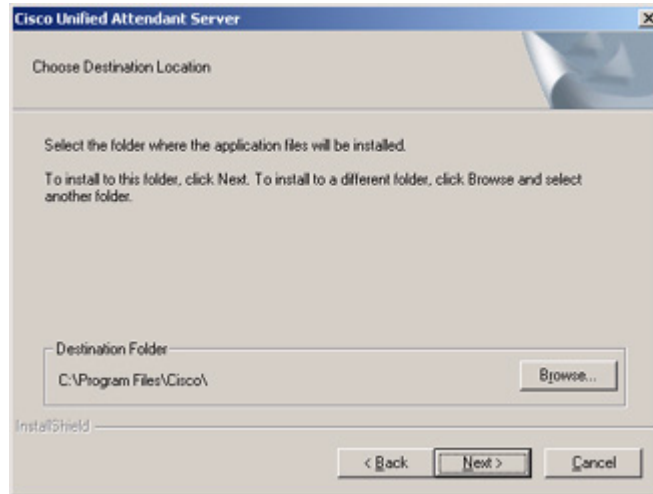 Cisco Unified Attendant Server
Choose Destination Location
Select the folder where the application files will be installed.
To install to this folder, click Next. To install to a different folder, click Browse and select
another folder.
Destination Folder
C:\Program Files\Cisco\
Browse...
InstallShield
< Back
Next >
Cancel